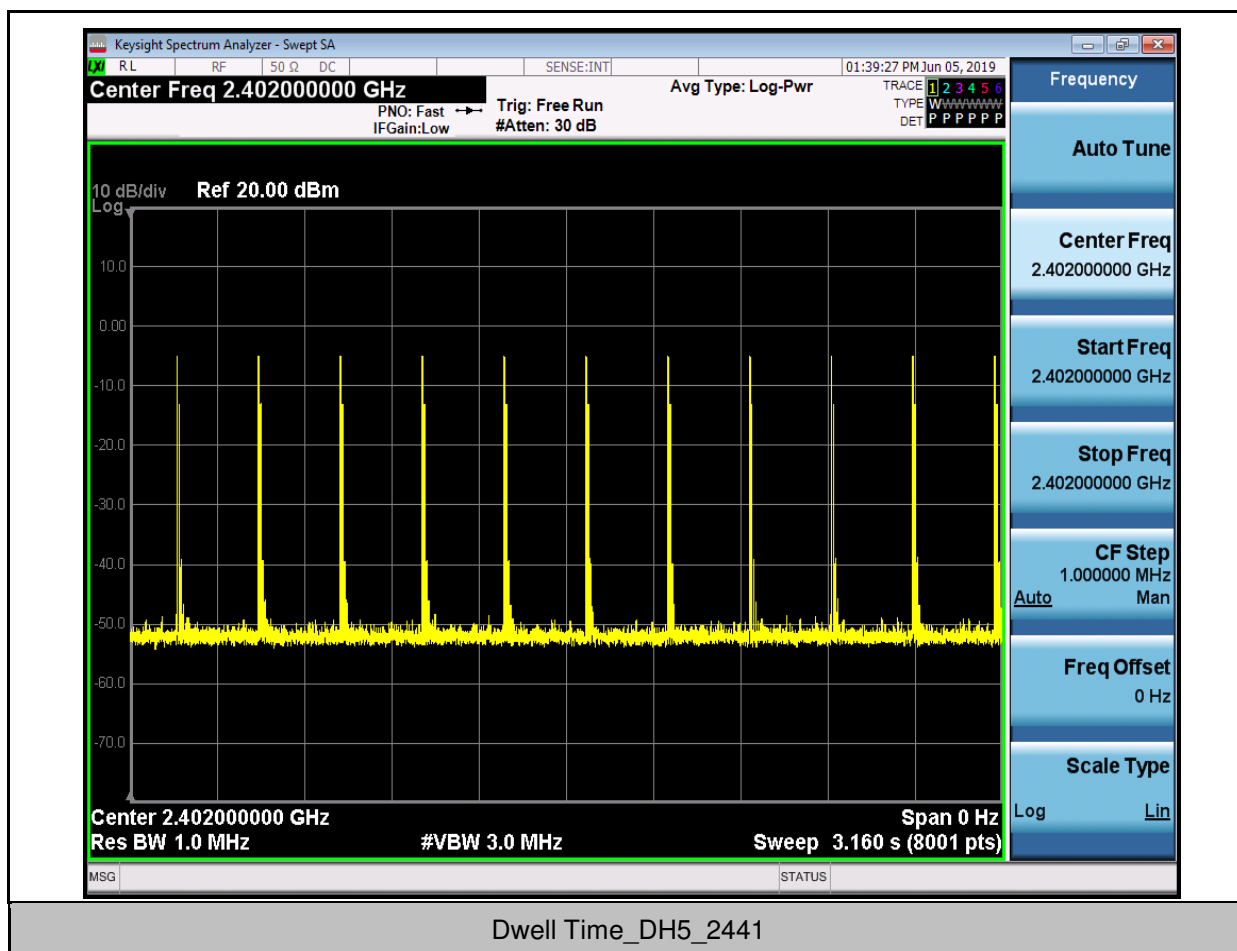 Keysight Spectrum Analyzer - Swept SA
LXI RL RF 50 Ω DC SENSE:INT 01:39:27 PM Jun 05, 2019
Center Freq 2.402000000 GHz
PNO: Fast
IFGain:Low
Trig: Free Run
#Atten: 30 dB
Avg Type: Log-Pwr
TRACE 1 2 3 4 5 6
TYPE WWWWWW
DET P P P P P P
10 dB/div Ref 20.00 dBm
Log
10.0
0.00
-10.0
-20.0
-30.0
-40.0
-50.0
-60.0
-70.0
Center 2.402000000 GHz Span 0 Hz
Res BW 1.0 MHz #VBW 3.0 MHz Sweep 3.160 s (8001 pts)
MSG STATUS
Frequency
Auto Tune
Center Freq
2.402000000 GHz
Start Freq
2.402000000 GHz
Stop Freq
2.402000000 GHz
CF Step
1.000000 MHz
Auto Man
Freq Offset
0 Hz
Scale Type
Log Lin
Dwell Time_DH5_2441